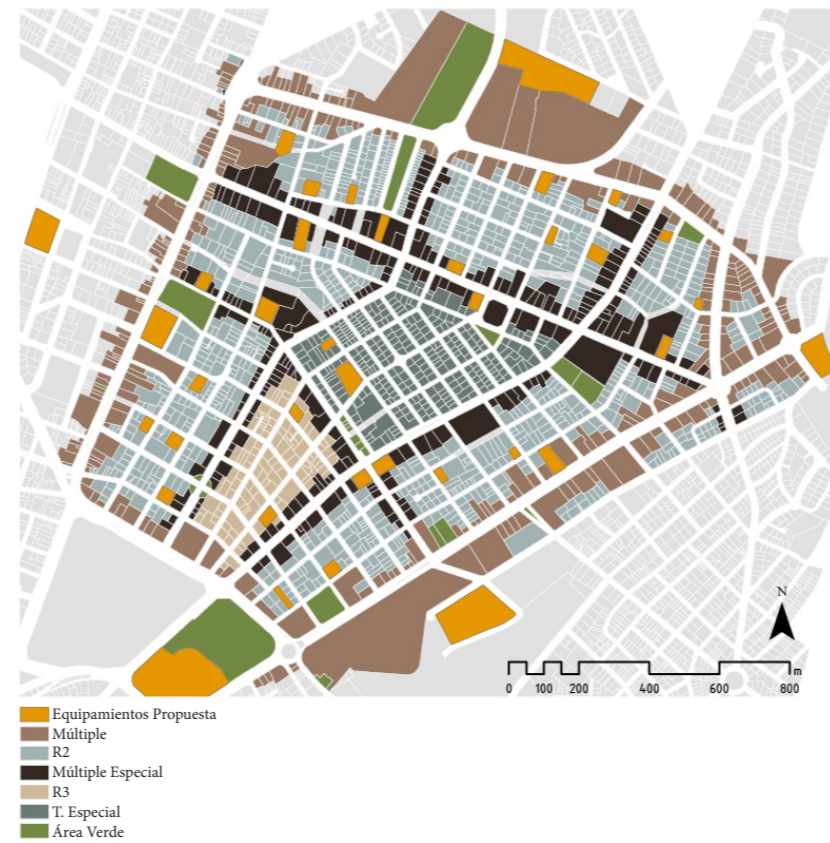 N
m
0 100 200 400 600 800
Equipamientos Propuesta
Múltiple
R2
Múltiple Especial
R3
T. Especial
Área Verde